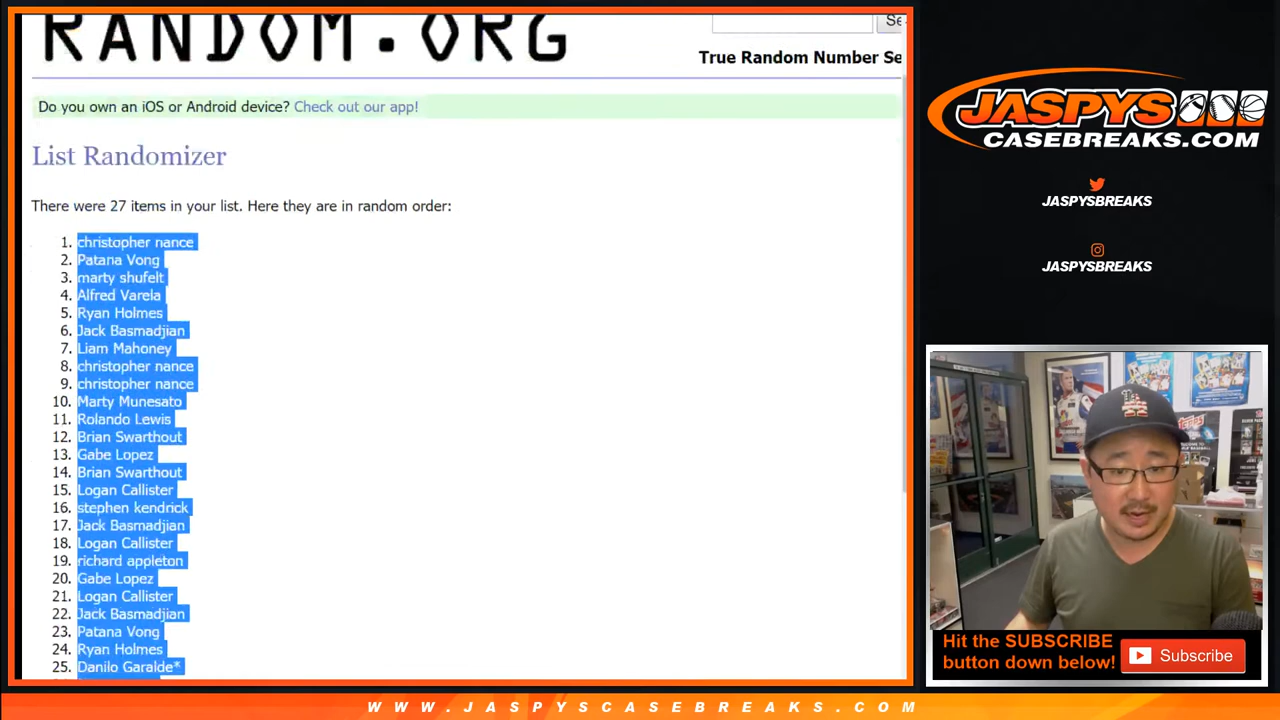 RANDOM.ORG
Se
True Random Number Se
Do you own an iOS or Android device? Check out our app!
List Randomizer
There were 27 items in your list. Here they are in random order:
1. christopher nance
2. Patana Vong
3. marty shufelt
4. Alfred Varela
5. Ryan Holmes
6. Jack Basmadjian
7. Liam Mahoney
8. christopher nance
9. christopher nance
10. Marty Munesato
11. Rolando Lewis
12. Brian Swarthout
13. Gabe Lopez
14. Brian Swarthout
15. Logan Callister
16. stephen kendrick
17. Jack Basmadjian
18. Logan Callister
19. richard appleton
20. Gabe Lopez
21. Logan Callister
22. Jack Basmadjian
23. Patana Vong
24. Ryan Holmes
25. Danilo Garalde*
JASPYS
CASEBREAKS.COM
JASPYSBREAKS
JASPYSBREAKS
Topps
Hit the SUBSCRIBE
button down below!
Subscribe
WWW.JASPYSCASEBREAKS.COM